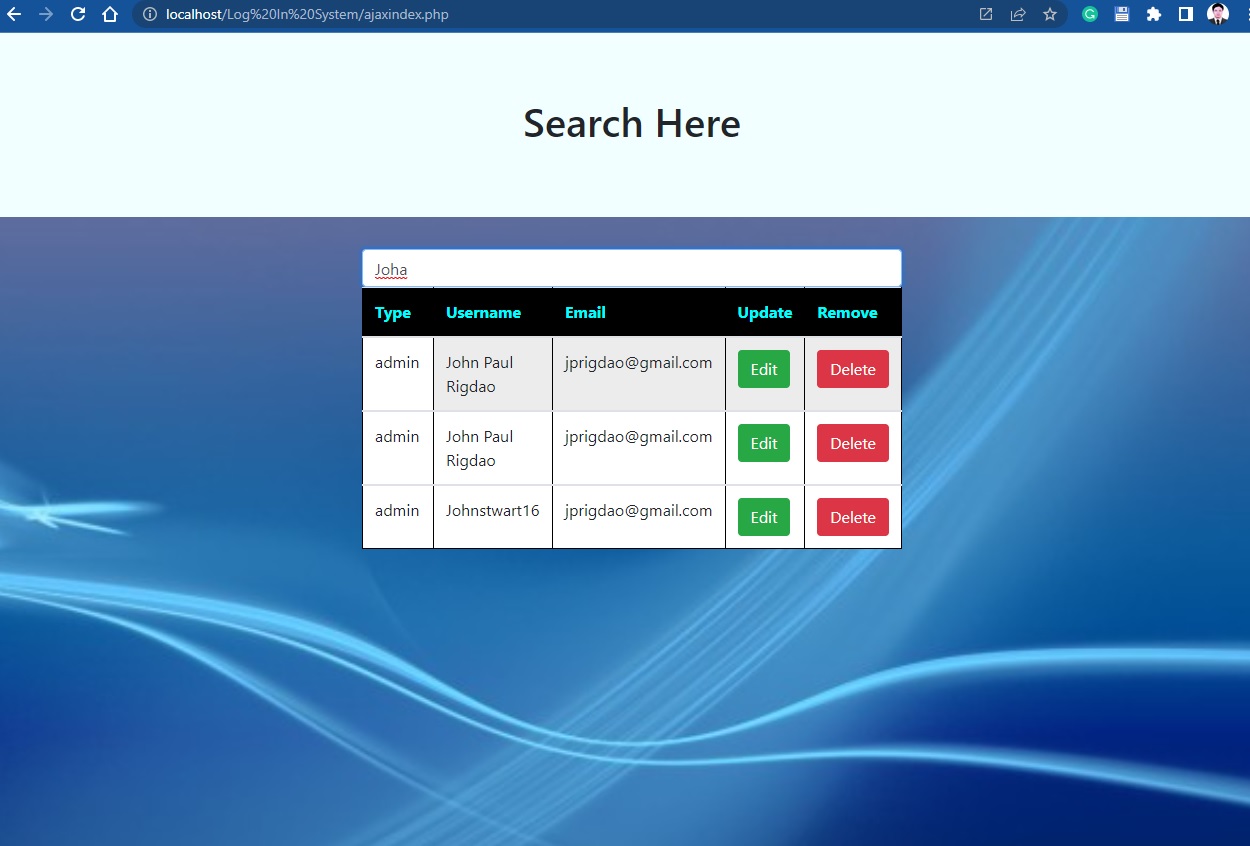 localhost/Log%20In%20System/ajaxindex.php
Search Here
Joha
Type Username Email Update Remove
admin John Paul Rigdao jprigdao@gmail.com Edit Delete
admin John Paul Rigdao jprigdao@gmail.com Edit Delete
admin Johnstwart16 jprigdao@gmail.com Edit Delete